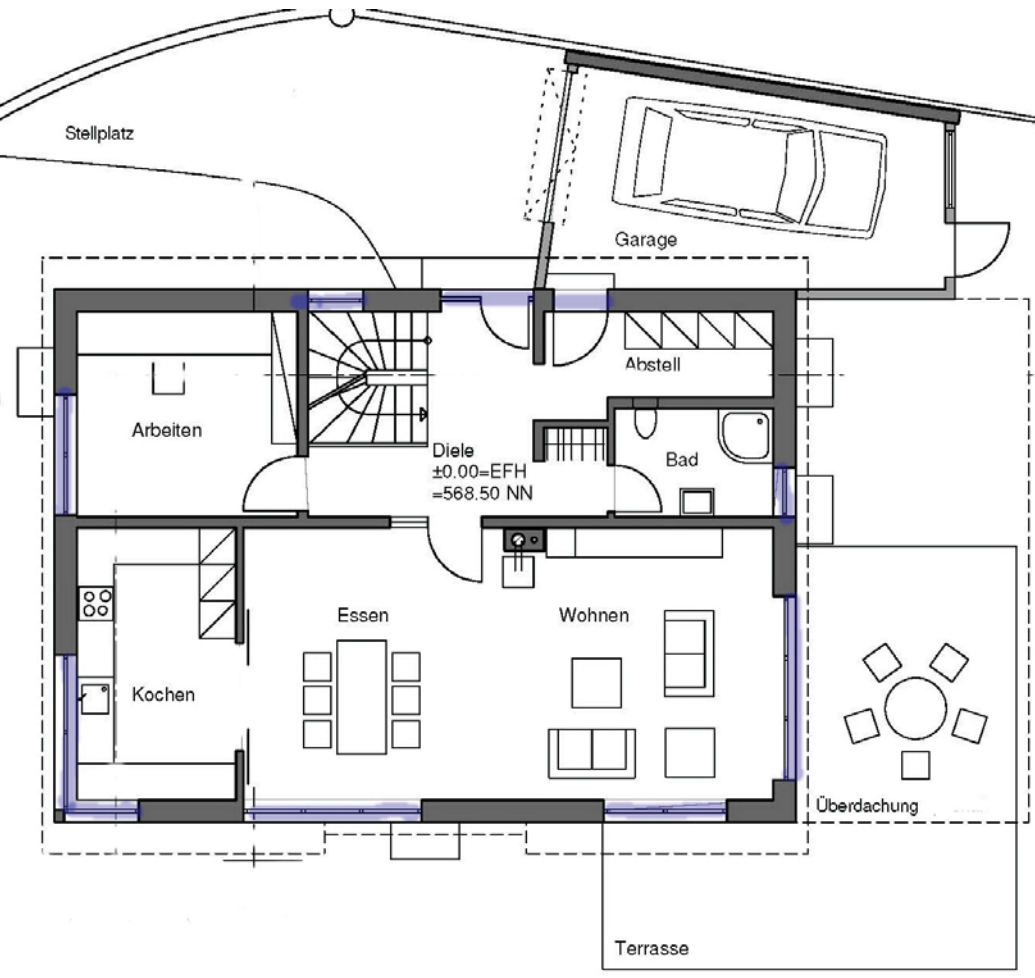 Stellplatz
Garage
Abstell
Arbeiten
Diele
±0.00=EFH
=568.50 NN
Bad
Essen
Wohnen
Kochen
Überdachung
Terrasse